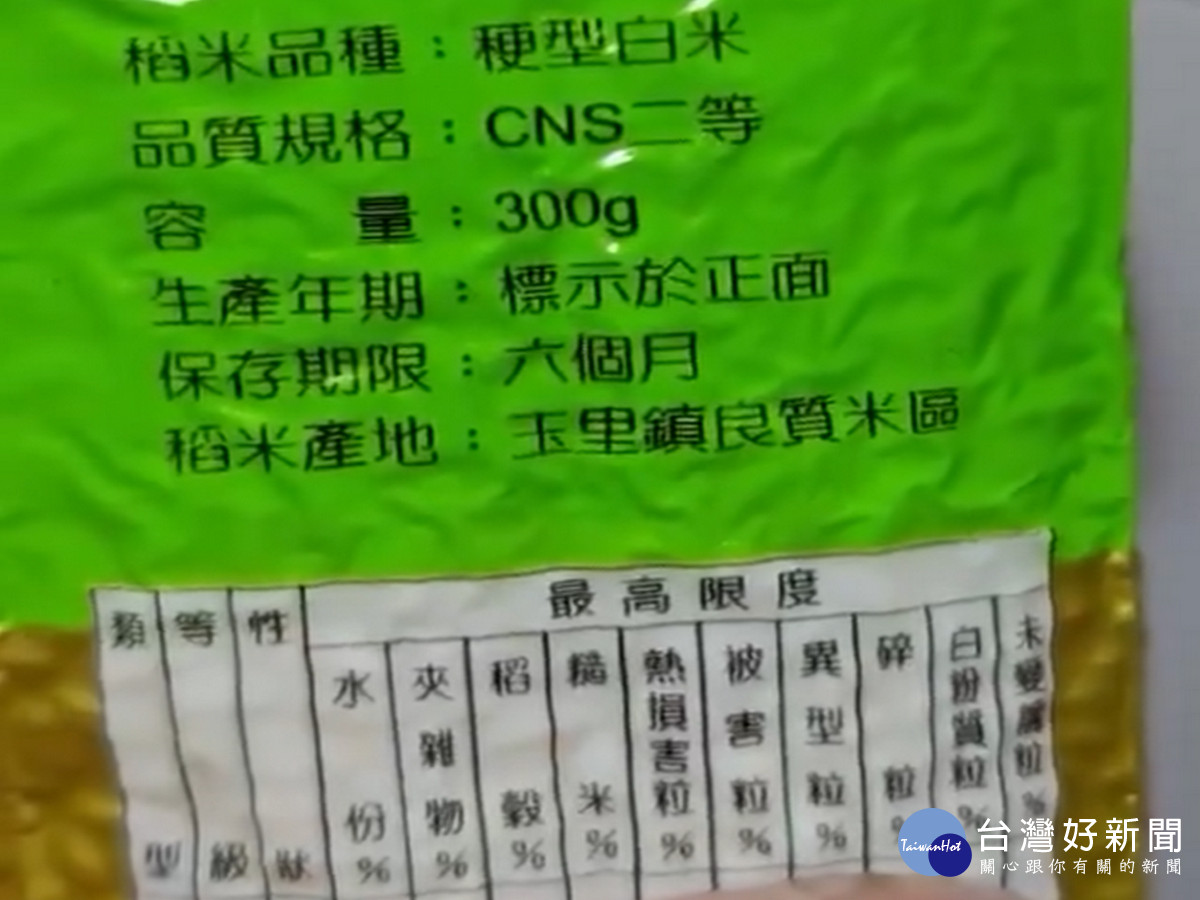 稻米品種：稉型白米
品質規格：CNS二等
容量：300g
生產年期：標示於正面
保存期限：六個月
稻米產地：玉里鎮良質米區
最高限度
類型
等級
性狀
水份%
夾雜物%
稻穀%
糙米%
熱損害粒%
被害粒%
異型粒%
碎粒%
白粉質粒%
未變膚粒%
TaiwanHot
台灣好新聞
關心跟你有關的新聞